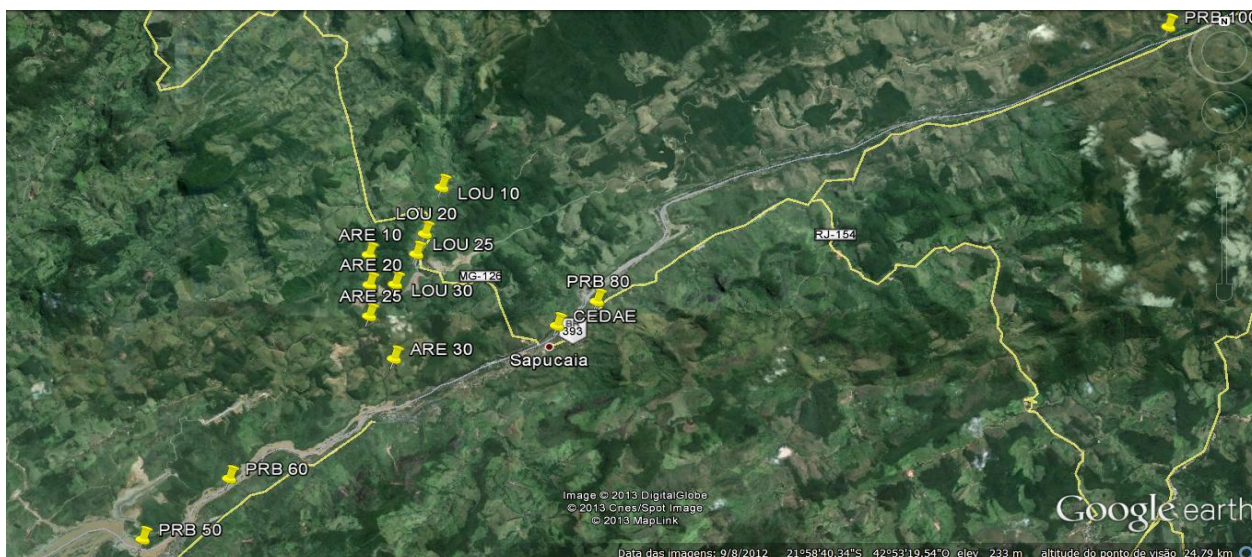 PRB 100
N
LOU 10
LOU 20
ARE 10
LOU 25
RJ-154
ARE 20
MG-126
LOU 30
PRB 80
ARE 25
CEDAE
393
ARE 30
Sapucaia
PRB 60
Image © 2013 DigitalGlobe
© 2013 Cnes/Spot Image
© 2013 MapLink
Google earth
PRB 50
Data das imagens: 9/8/2012 21°58'40,34"S 42°53'19,54"O elev 233 m altitude do ponto de visão 24,79 km